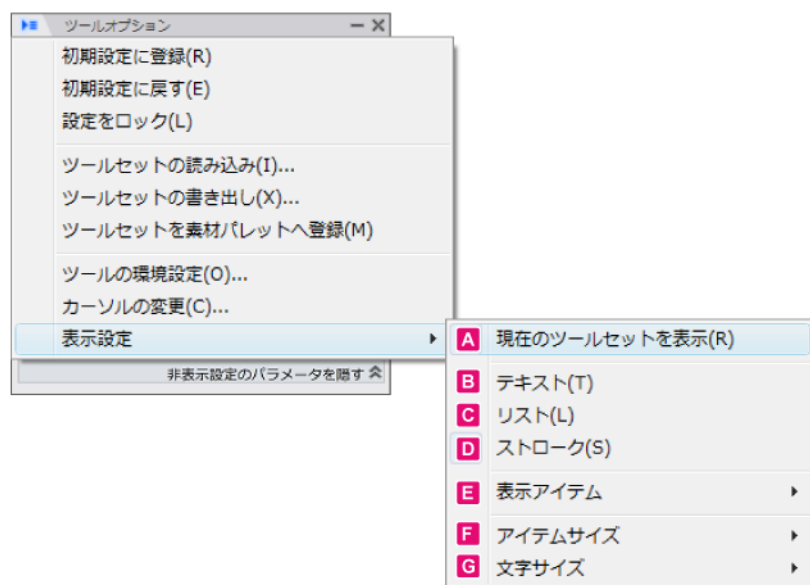 ツールオプション
初期設定に登録(R)
初期設定に戻す(E)
設定をロック(L)
ツールセットの読み込み(I)...
ツールセットの書き出し(X)...
ツールセットを素材パレットへ登録(M)
ツールの環境設定(O)...
カーソルの変更(C)...
表示設定
非表示設定のパラメータを隠す
A 現在のツールセットを表示(R)
B テキスト(T)
C リスト(L)
D ストローク(S)
E 表示アイテム
F アイテムサイズ
G 文字サイズ